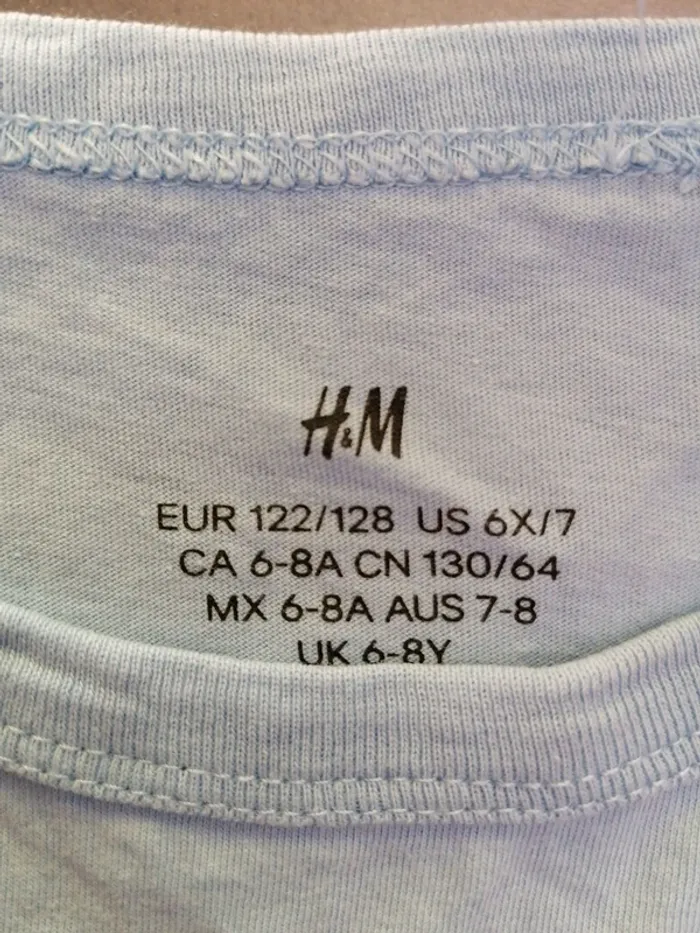 H&M
EUR 122/128 US 6X/7
CA 6-8A CN 130/64
MX 6-8A AUS 7-8
UK 6-8Y